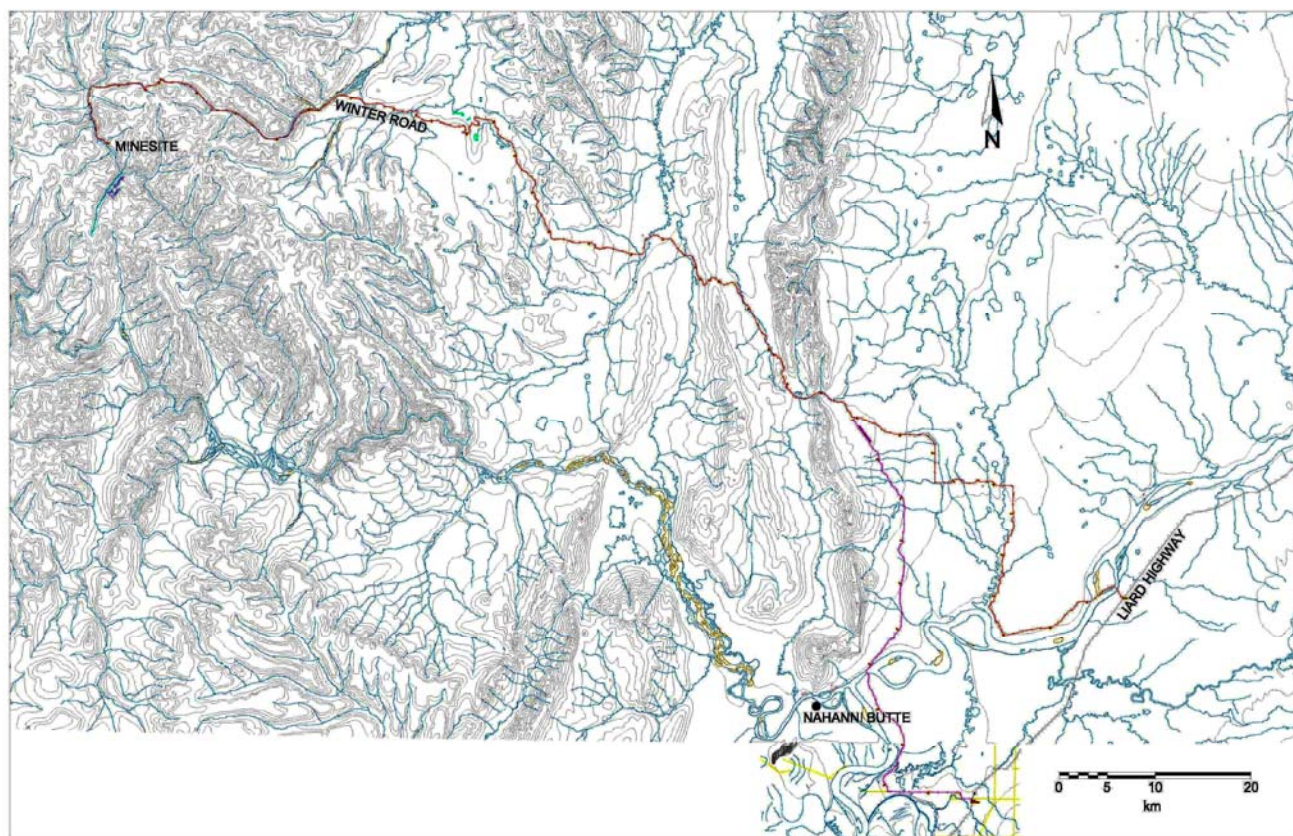 WINTER ROAD
MINESITE
N
LIARD HIGHWAY
NAHANNI BUTTE
0 5 10 20
km